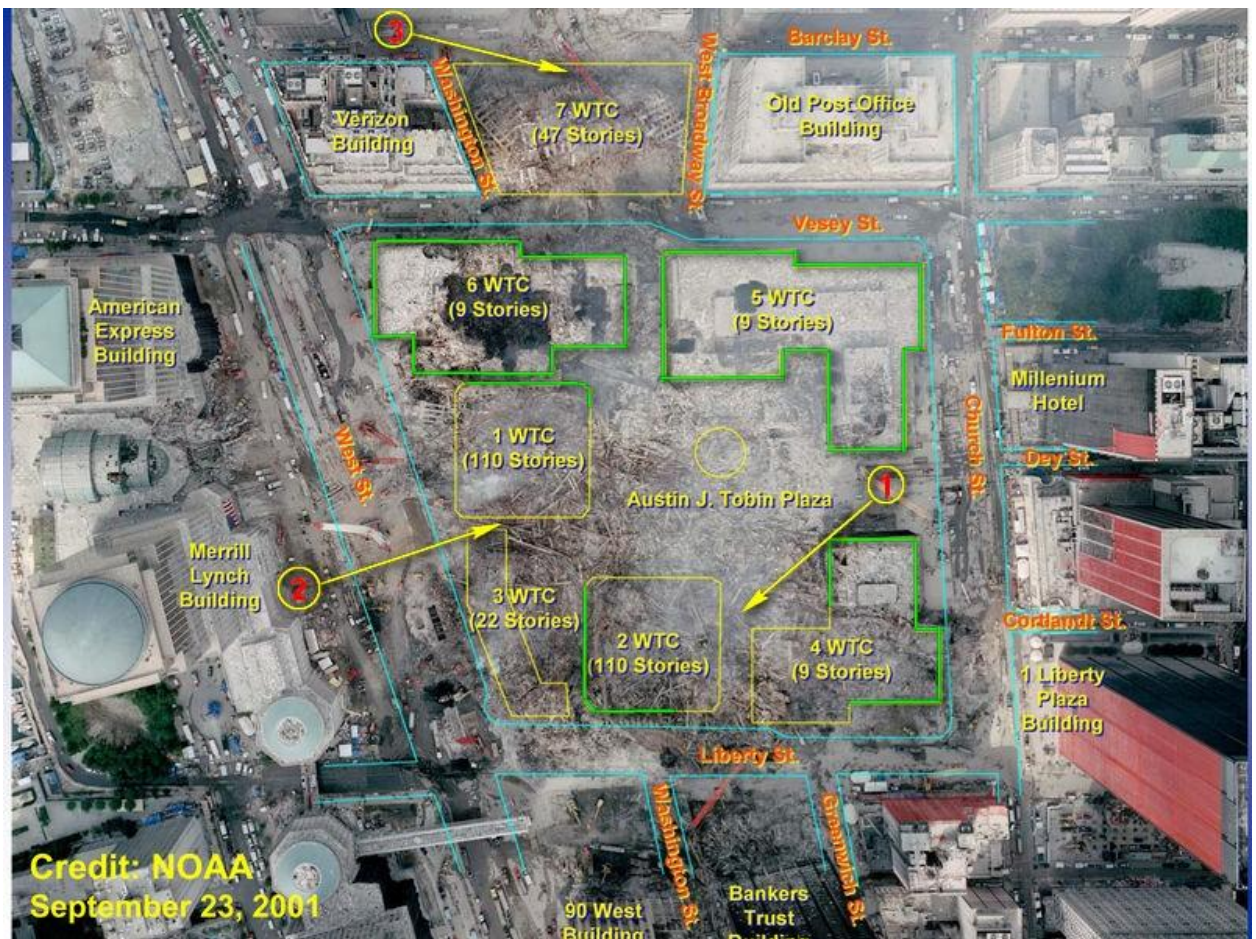 3
Barclay St.
West Broadway St.
Washington St.
7 WTC
(47 Stories)
Verizon
Building
Old Post Office
Building
Vesey St.
6 WTC
(9 Stories)
5 WTC
(9 Stories)
American
Express
Building
Fulton St.
Millenium
Hotel
Church St.
1 WTC
(110 Stories)
West St.
Dey St.
1
Austin J. Tobin Plaza
Merrill
Lynch
Building
2
3 WTC
(22 Stories)
2 WTC
(110 Stories)
4 WTC
(9 Stories)
Cortlandt St.
1 Liberty
Plaza
Building
Liberty St.
Washington St.
Greenwich St.
Credit: NOAA
September 23, 2001
90 West
Building
Bankers
Trust
Building